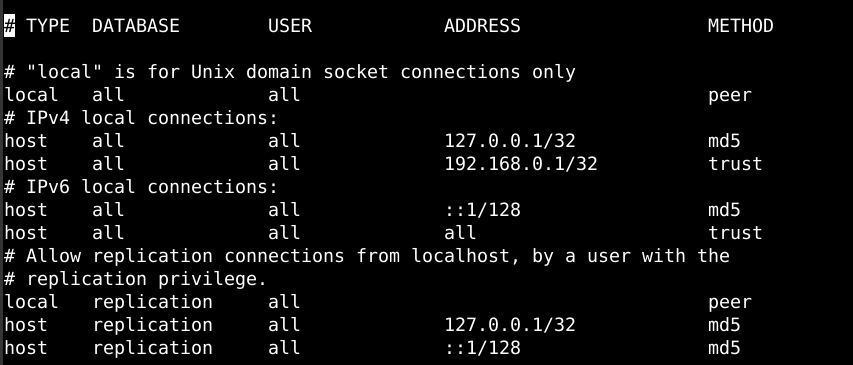 # TYPE  DATABASE        USER            ADDRESS                 METHOD
# "local" is for Unix domain socket connections only
local   all             all                                     peer
# IPv4 local connections:
host    all             all             127.0.0.1/32            md5
host    all             all             192.168.0.1/32          trust
# IPv6 local connections:
host    all             all             ::1/128                 md5
host    all             all             all                     trust
# Allow replication connections from localhost, by a user with the
# replication privilege.
local   replication     all                                     peer
host    replication     all             127.0.0.1/32            md5
host    replication     all             ::1/128                 md5